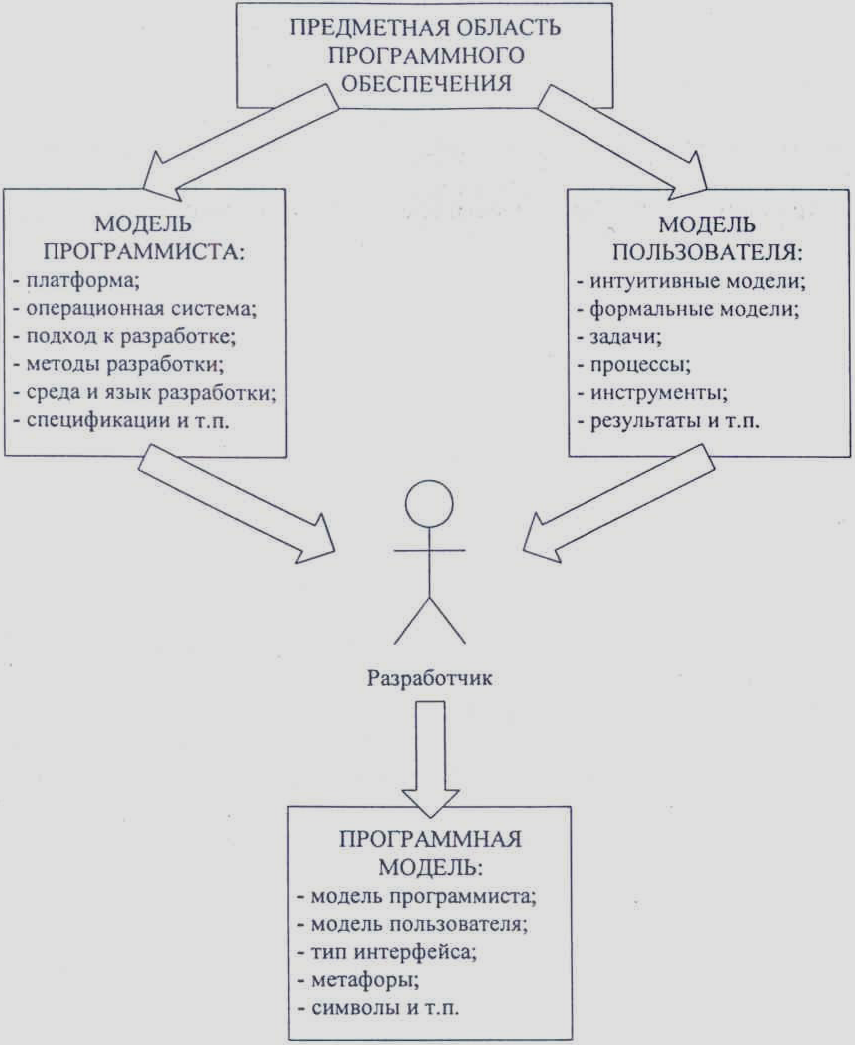 ПРЕДМЕТНАЯ ОБЛАСТЬ
ПРОГРАММНОГО
ОБЕСПЕЧЕНИЯ
МОДЕЛЬ
ПРОГРАММИСТА:
- платформа;
- операционная система;
- подход к разработке;
- методы разработки;
- среда и язык разработки;
- спецификации и т.п.
МОДЕЛЬ
ПОЛЬЗОВАТЕЛЯ:
- интуитивные модели;
- формальные модели;
- задачи;
- процессы;
- инструменты;
- результаты и т.п.
Разработчик
ПРОГРАММНАЯ
МОДЕЛЬ:
- модель программиста;
- модель пользователя;
- тип интерфейса;
- метафоры;
- символы и т.п.